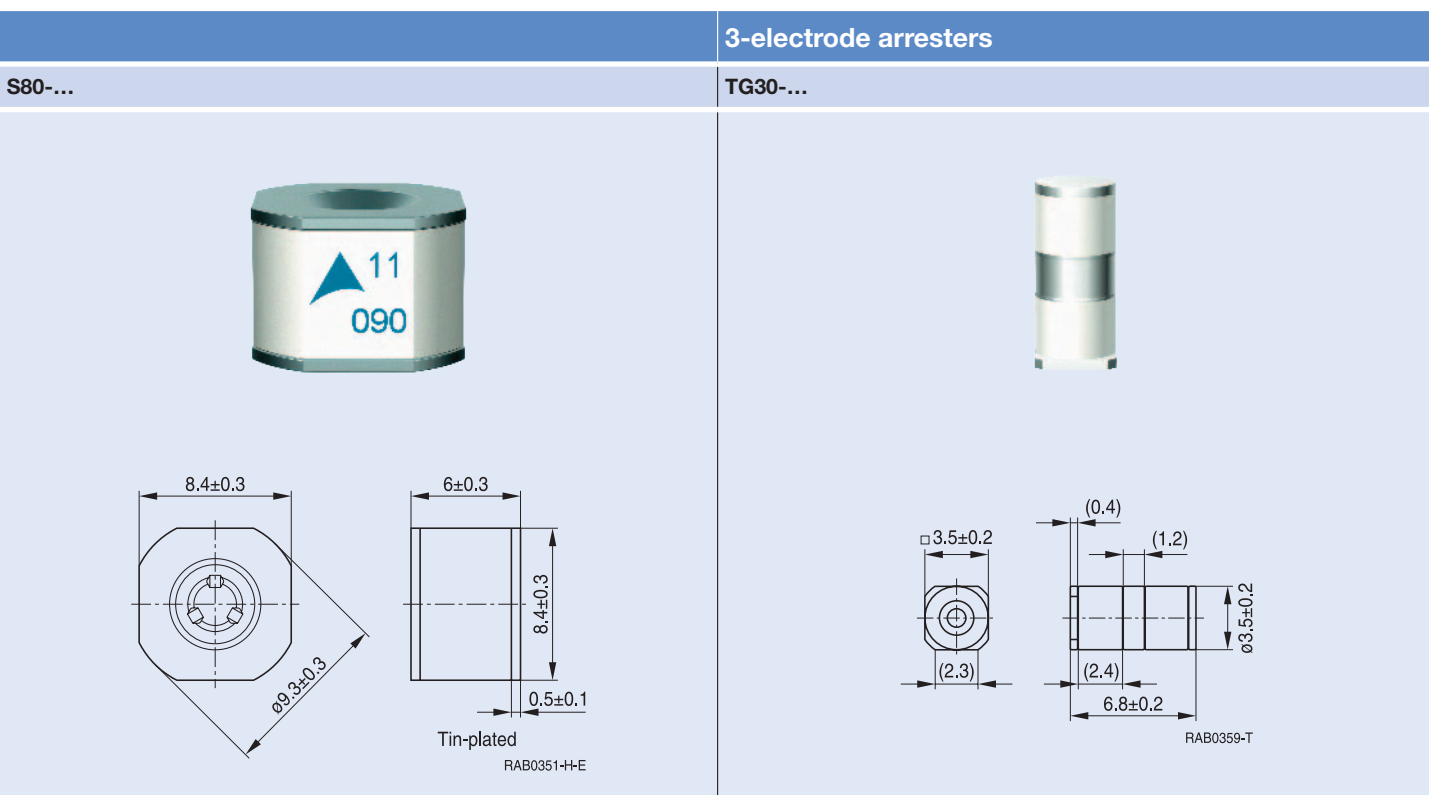 3-electrode arresters
S80-...
TG30-...
11
090
8.4±0.3
6±0.3
8.4±0.3
ø9.3±0.3
0.5±0.1
Tin-plated
RAB0351-H-E
(0.4)
□ 3.5±0.2
(1.2)
ø3.5±0.2
(2.3)
(2.4)
6.8±0.2
RAB0359-T